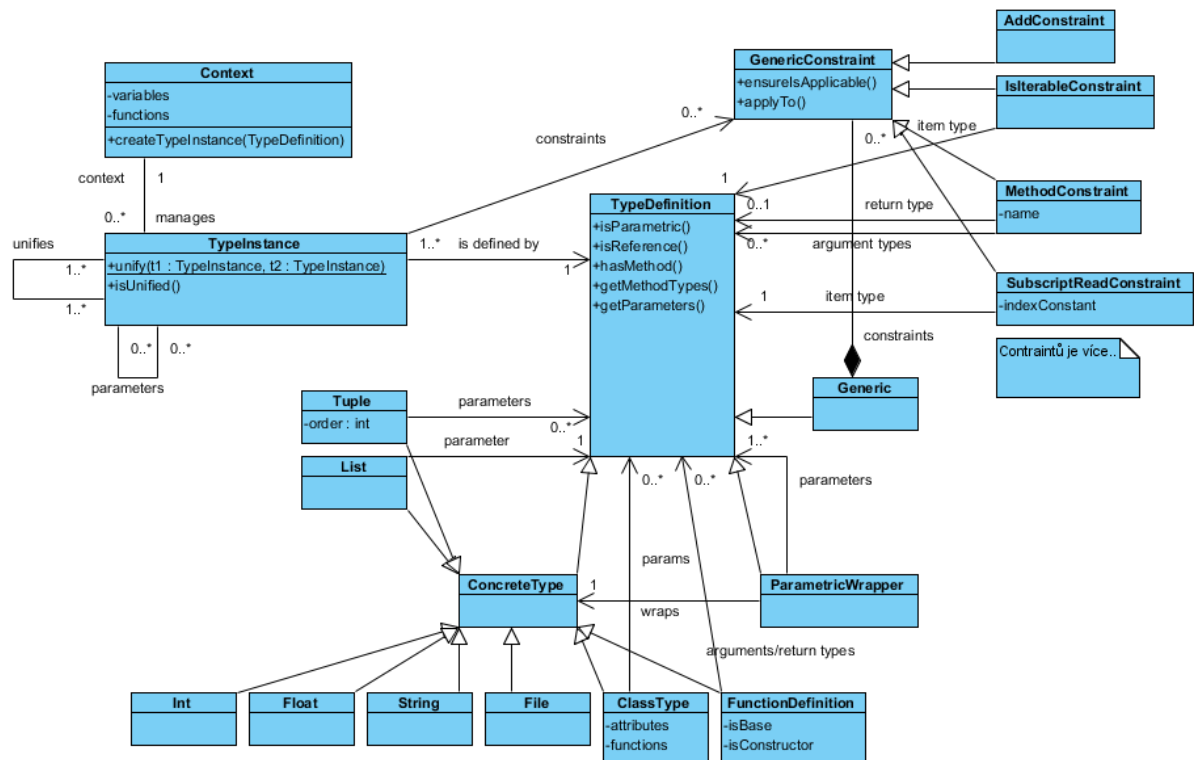 AddConstraint
GenericConstraint
+ensureIsApplicable()
+applyTo()
IsIterableConstraint
Context
-variables
-functions
+createTypeInstance(TypeDefinition)
constraints
0..*
0..*
item type
1
context
1
0..*
manages
TypeDefinition
+isParametric()
+isReference()
+hasMethod()
+getMethodTypes()
+getParameters()
0..1
return type
0..*
argument types
MethodConstraint
-name
unifies
1..*
1..*
TypeInstance
+unify(t1 : TypeInstance, t2 : TypeInstance)
+isUnified()
1..*
is defined by
1
1
item type
SubscriptReadConstraint
-indexConstant
0..*
0..*
parameters
constraints
Contraintů je více..
Generic
Tuple
-order : int
parameters
0..*
parameter
1
List
1..*
parameters
0..*
0..*
params
ConcreteType
1
wraps
ParametricWrapper
arguments/return types
Int
Float
String
File
ClassType
-attributes
-functions
FunctionDefinition
-isBase
-isConstructor